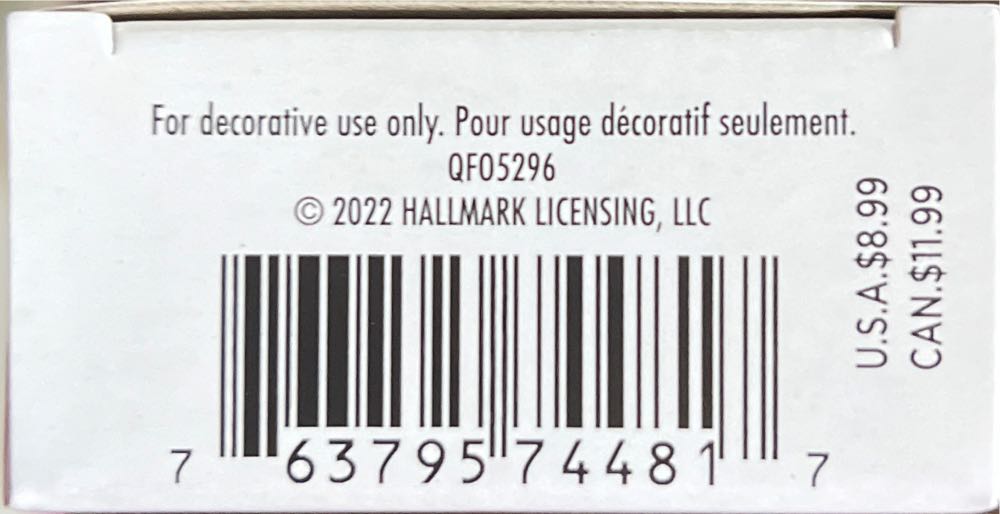 For decorative use only. Pour usage décoratif seulement.
QFO5296
© 2022 HALLMARK LICENSING, LLC
7 63795 74481 7
U.S.A.$8.99
CAN.$11.99